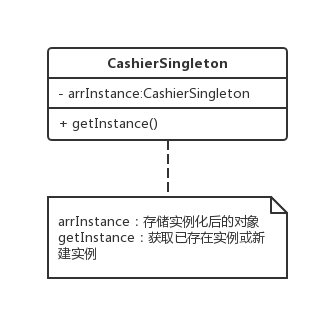 CashierSingleton
- arrInstance:CashierSingleton
+ getInstance()
arrInstance：存储实例化后的对象
getInstance：获取已存在实例或新
建实例